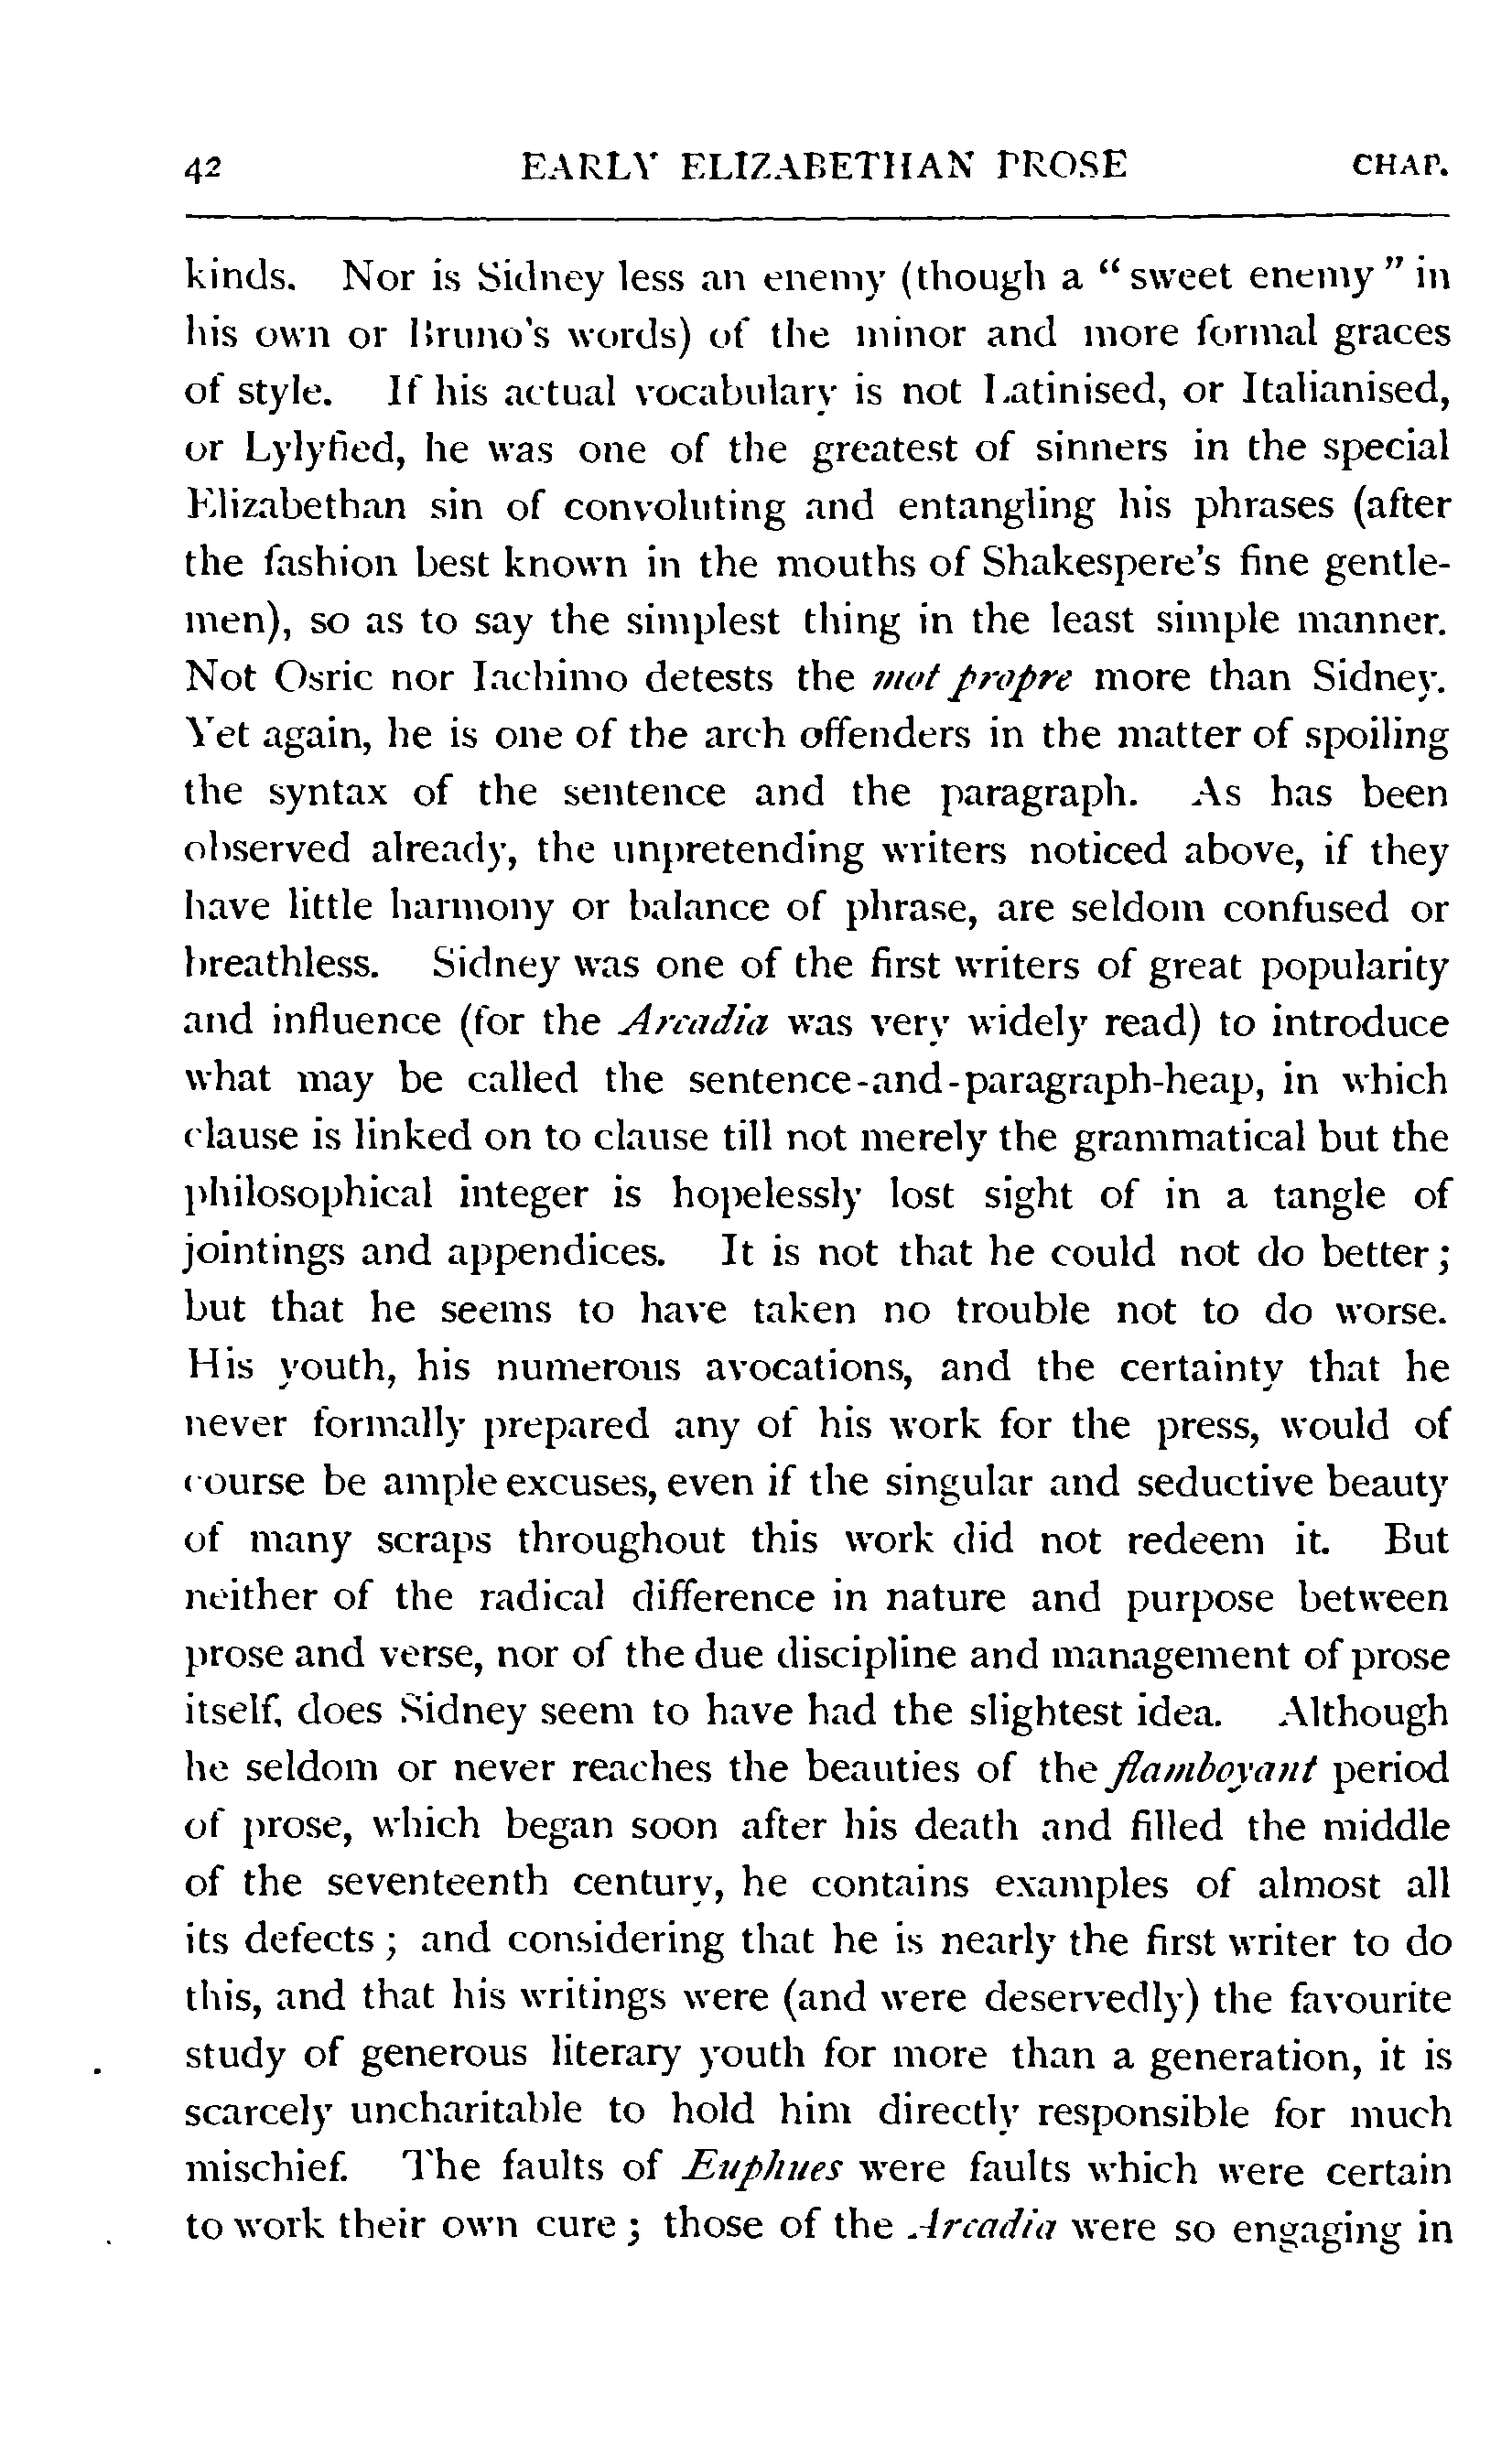 42 EARLY ELIZABETHAN PROSE CHAP.
kinds. Nor is Sidney less an enemy (though a “sweet enemy” in
his own or Bruno's words) of the minor and more formal graces
of style. If his actual vocabulary is not Latinised, or Italianised,
or Lylyfied, he was one of the greatest of sinners in the special
Elizabethan sin of convoluting and entangling his phrases (after
the fashion best known in the mouths of Shakespere's fine gentle-
men), so as to say the simplest thing in the least simple manner.
Not Osric nor Iachimo detests the mot propre more than Sidney.
Yet again, he is one of the arch offenders in the matter of spoiling
the syntax of the sentence and the paragraph. As has been
observed already, the unpretending writers noticed above, if they
have little harmony or balance of phrase, are seldom confused or
breathless. Sidney was one of the first writers of great popularity
and influence (for the Arcadia was very widely read) to introduce
what may be called the sentence-and-paragraph-heap, in which
clause is linked on to clause till not merely the grammatical but the
philosophical integer is hopelessly lost sight of in a tangle of
jointings and appendices. It is not that he could not do better;
but that he seems to have taken no trouble not to do worse.
His youth, his numerous avocations, and the certainty that he
never formally prepared any of his work for the press, would of
course be ample excuses, even if the singular and seductive beauty
of many scraps throughout this work did not redeem it. But
neither of the radical difference in nature and purpose between
prose and verse, nor of the due discipline and management of prose
itself, does Sidney seem to have had the slightest idea. Although
he seldom or never reaches the beauties of the flamboyant period
of prose, which began soon after his death and filled the middle
of the seventeenth century, he contains examples of almost all
its defects; and considering that he is nearly the first writer to do
this, and that his writings were (and were deservedly) the favourite
study of generous literary youth for more than a generation, it is
scarcely uncharitable to hold him directly responsible for much
mischief. The faults of Euphues were faults which were certain
to work their own cure; those of the Arcadia were so engaging in